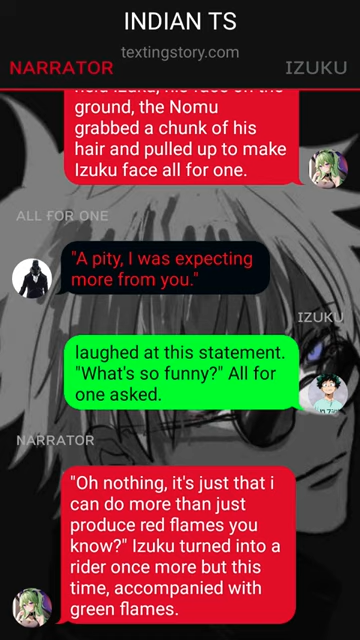 INDIAN TS
textingstory.com
NARRATOR
IZUKU
ground, the Nomu
grabbed a chunk of his
hair and pulled up to make
Izuku face all for one.
ALL FOR ONE
"A pity, I was expecting
more from you."
IZUKU
laughed at this statement.
"What's so funny?" All for
one asked.
NARRATOR
"Oh nothing, it's just that i
can do more than just
produce red flames you
know?" Izuku turned into a
rider once more but this
time, accompanied with
green flames.